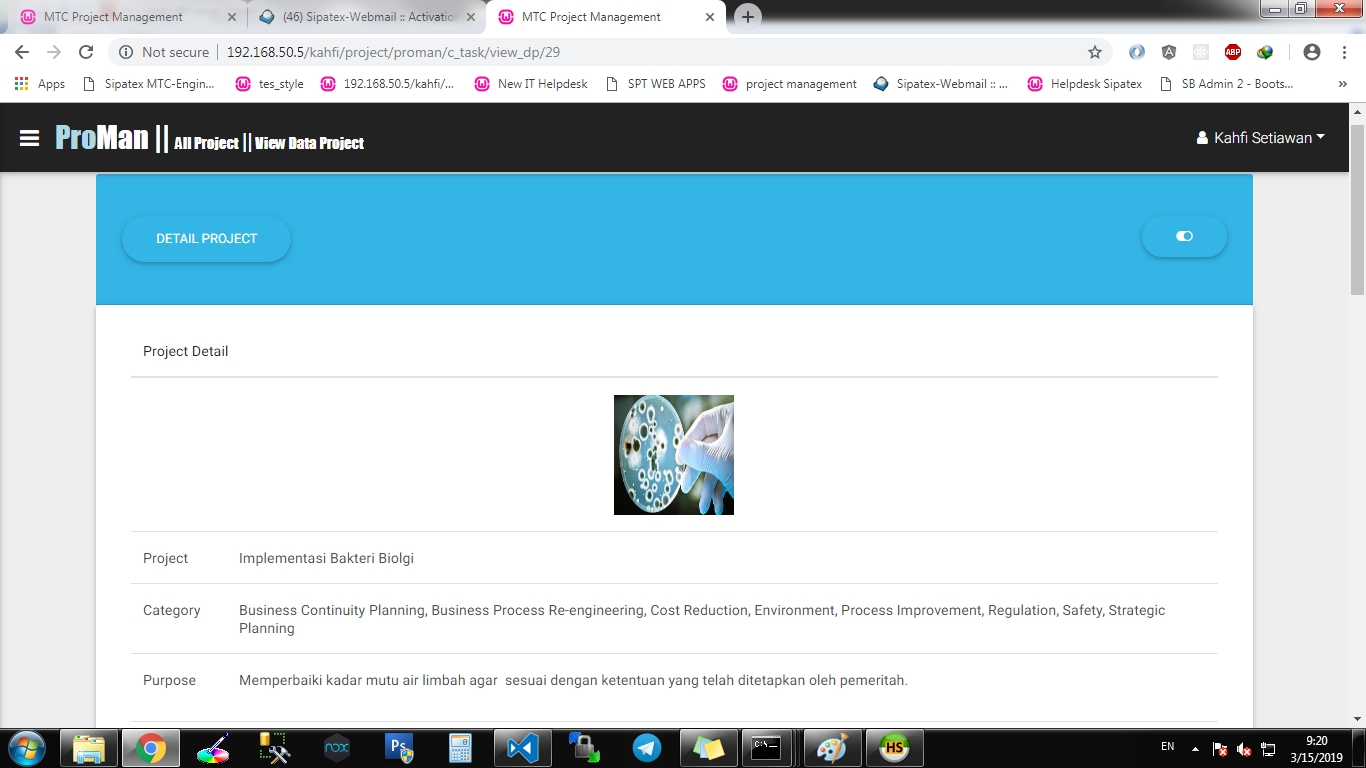 MTC Project Management
(46) Sipatex-Webmail :: Activation
MTC Project Management
Not secure
192.168.50.5/kahfi/project/proman/c_task/view_dp/29
ABP
Apps
Sipatex MTC-Engin...
tes_style
192.168.50.5/kahfi/...
New IT Helpdesk
SPT WEB APPS
project management
Sipatex-Webmail :: ...
Helpdesk Sipatex
SB Admin 2 - Boots...
»
ProMan || All Project || View Data Project
Kahfi Setiawan
DETAIL PROJECT
Project Detail
Project
Implementasi Bakteri Biolgi
Category
Business Continuity Planning, Business Process Re-engineering, Cost Reduction, Environment, Process Improvement, Regulation, Safety, Strategic
Planning
Purpose
Memperbaiki kadar mutu air limbah agar  sesuai dengan ketentuan yang telah ditetapkan oleh pemeritah.
nox
Ps
C:\
HS
EN
9:20
3/15/2019